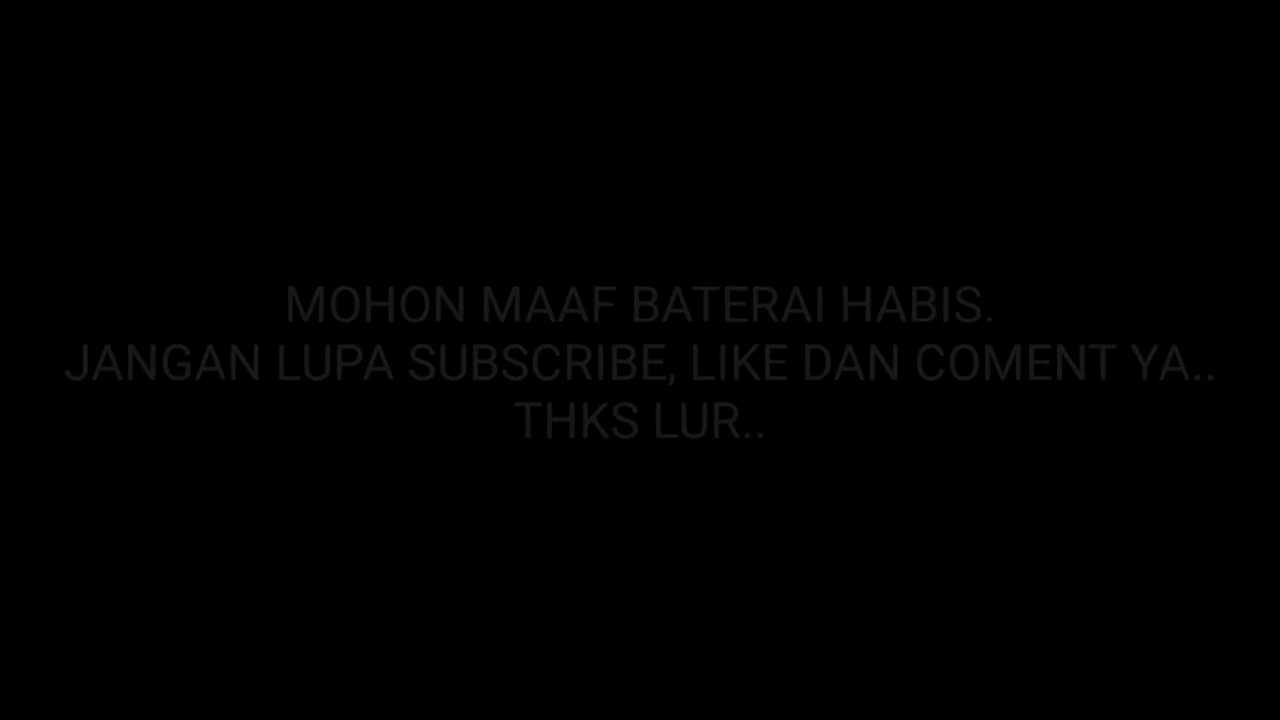 MOHON MAAF BATERAI HABIS.
JANGAN LUPA SUBSCRIBE, LIKE DAN COMENT YA..
THKS LUR..